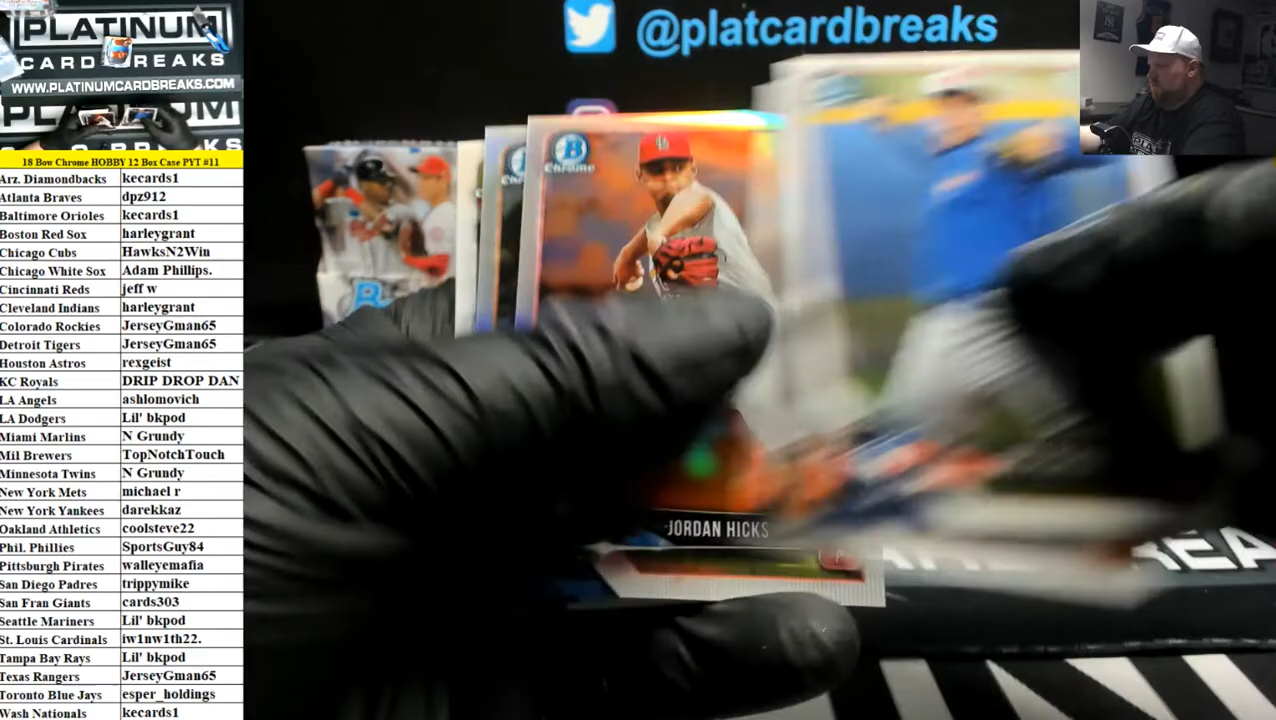 PLATINUM
CARD BREAKS
WWW.PLATINUMCARDBREAKS.COM
@platcardbreaks
18 Bow Chrome HOBBY 12 Box Case PYT #11
Arz. Diamondbacks kecards1
Atlanta Braves dpz912
Baltimore Orioles kecards1
Boston Red Sox harleygrant
Chicago Cubs HawksN2Win
Chicago White Sox Adam Phillips.
Cincinnati Reds jeff w
Cleveland Indians harleygrant
Colorado Rockies JerseyGman65
Detroit Tigers JerseyGman65
Houston Astros rexgeist
KC Royals DRIP DROP DAN
LA Angels ashlomovich
LA Dodgers Lil' bkpod
Miami Marlins N Grundy
Mil Brewers TopNotchTouch
Minnesota Twins N Grundy
New York Mets michael r
New York Yankees darekkaz
Oakland Athletics coolsteve22
Phil. Phillies SportsGuy84
Pittsburgh Pirates walleyemafia
San Diego Padres trippymike
San Fran Giants cards303
Seattle Mariners Lil' bkpod
St. Louis Cardinals iw1nw1th22.
Tampa Bay Rays Lil' bkpod
Texas Rangers JerseyGman65
Toronto Blue Jays esper_holdings
Wash Nationals kecards1
B
Chrome
JORDAN HICKS
P